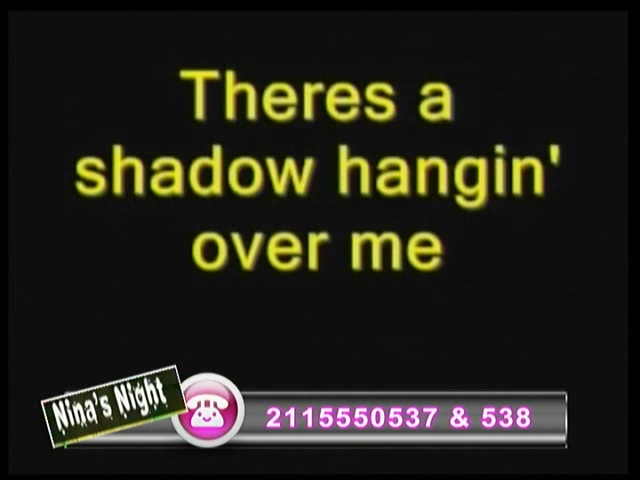 Theres a
shadow hangin'
over me
Nina's Night
2115550537 & 538